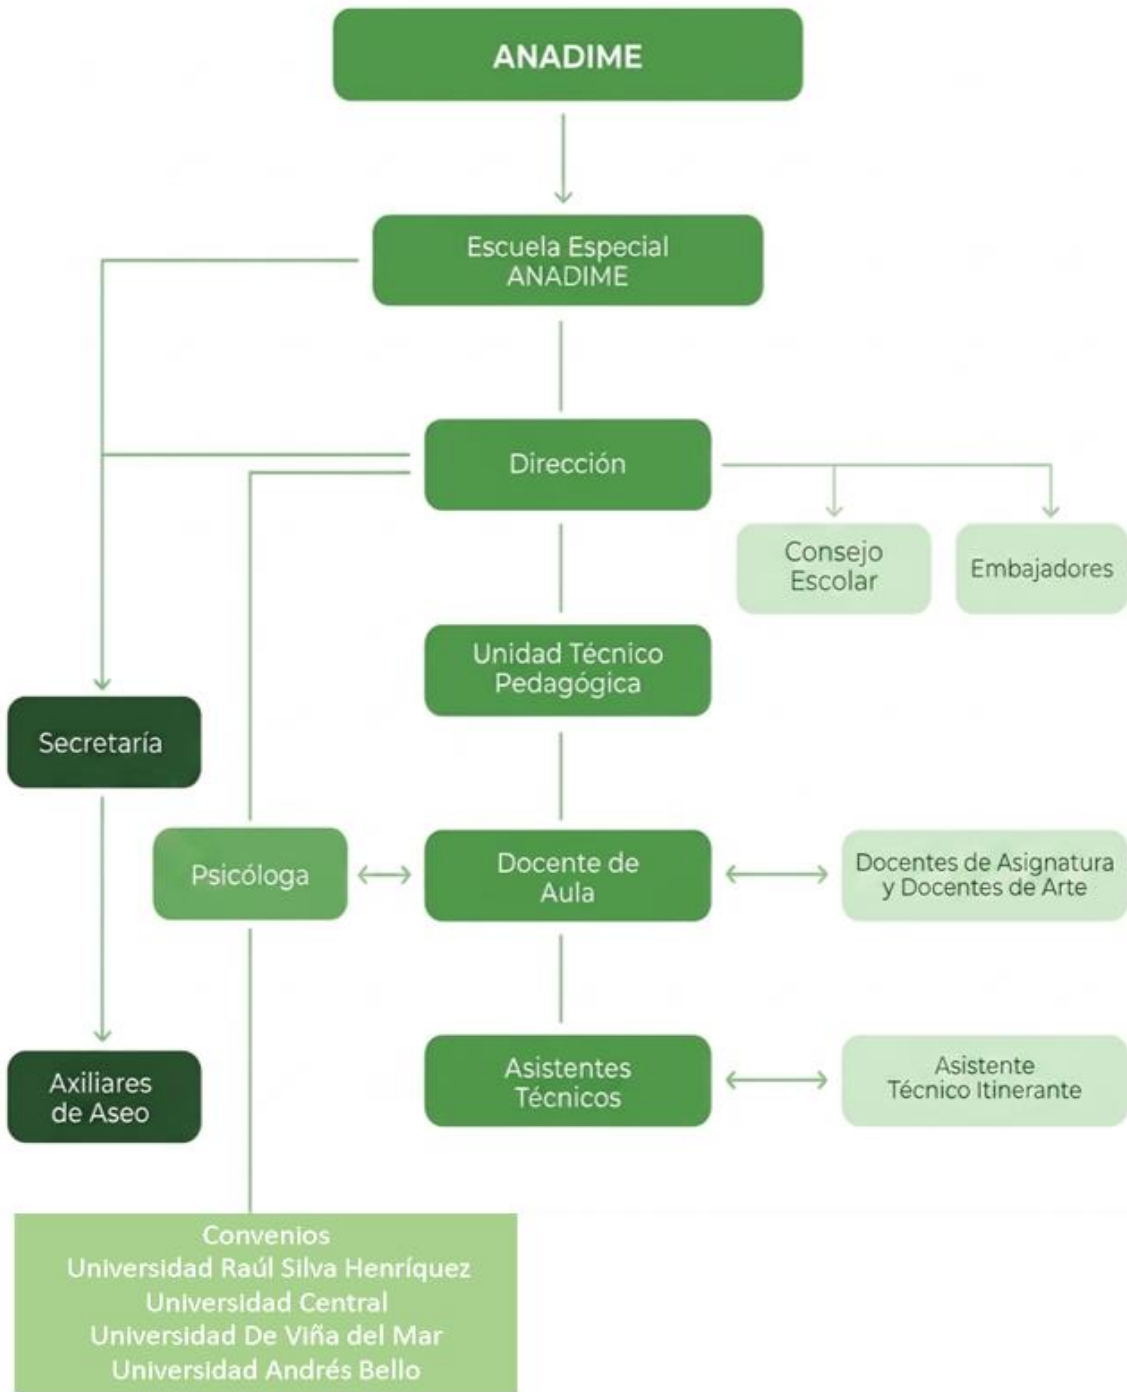 ANADIME
Escuela Especial
ANADIME
Dirección
Consejo
Escolar
Embajadores
Unidad Técnico
Pedagógica
Secretaría
Psicóloga
Docente de
Aula
Docentes de Asignatura
y Docentes de Arte
Axiliares
de Aseo
Asistentes
Técnicos
Asistente
Técnico Itinerante
Convenios
Universidad Raúl Silva Henríquez
Universidad Central
Universidad De Viña del Mar
Universidad Andrés Bello